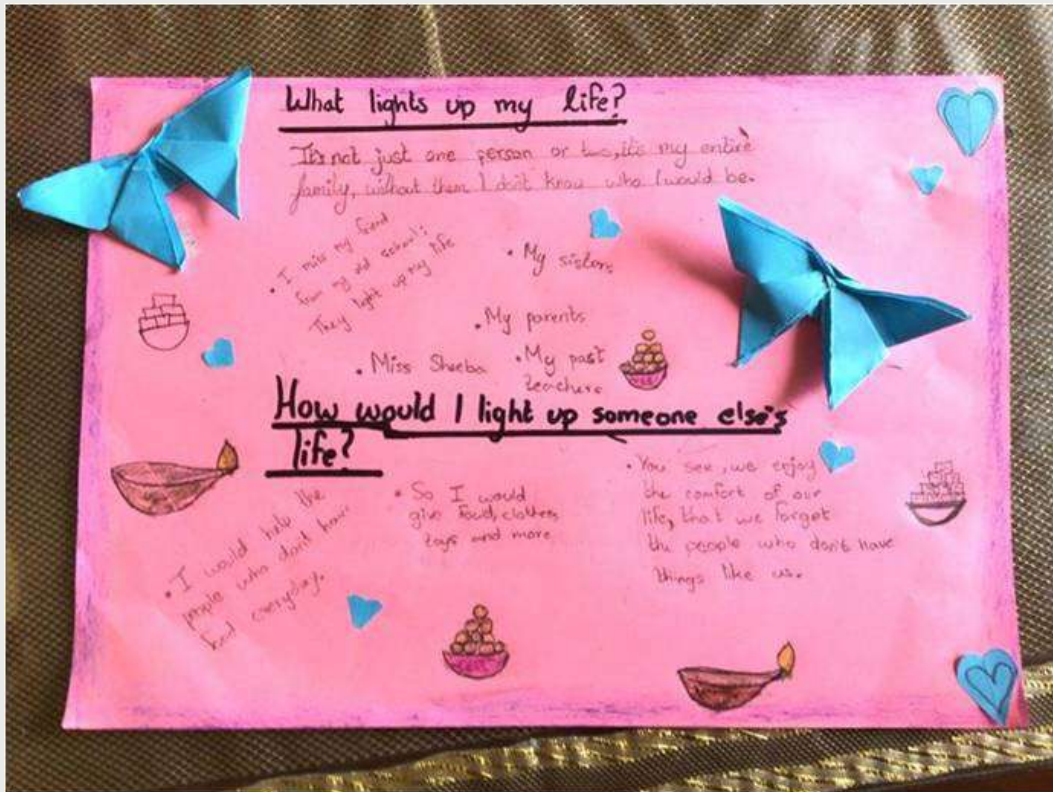 What lights up my life?
It's not just one person or two, it's my entire
family, without them I don't know who I would be.
• I miss my friend
from my old school;
They light up my life
• My sisters
• My parents
• Miss Sheeba
• My past
teachers
How would I light up someone else's
life?
• I would help the
people who don't have
food everyday.
• So I would
give food, clothes,
toys and more
• You see, we enjoy
the comfort of our
life, that we forget
the people who don't have
things like us.